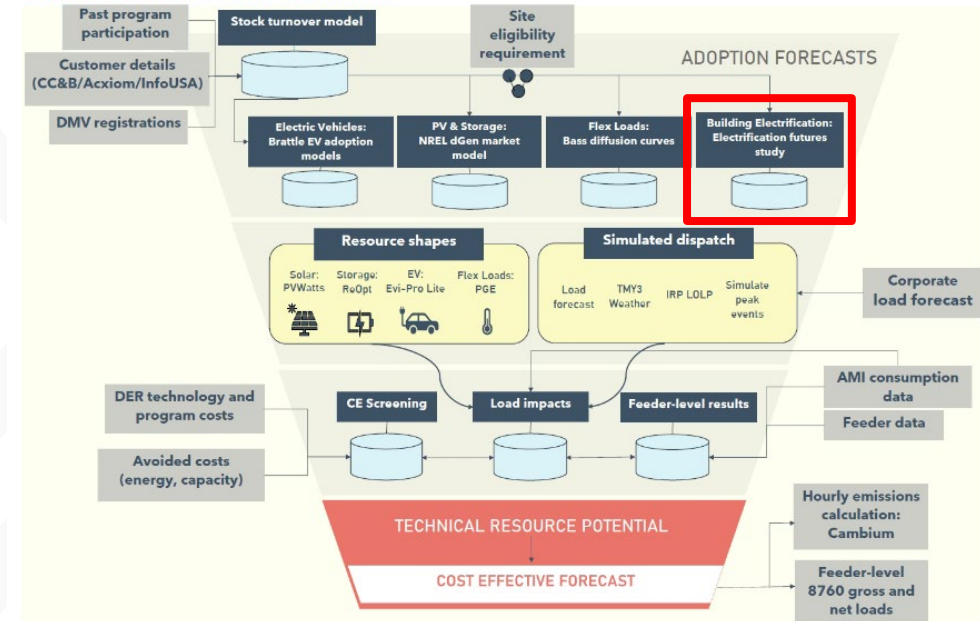 Past program
participation
Stock turnover model
Site
eligibility
requirement
ADOPTION FORECASTS
Customer details
(CC&B/Acxiom/InfoUSA)
DMV registrations
Electric Vehicles:
Brattle EV adoption
models
PV & Storage:
NREL dGen market
model
Flex Loads:
Bass diffusion curves
Building Electrification:
Electrification futures
study
Resource shapes
Solar:
PVWatts
Storage:
ReOpt
EV:
Evi-Pro Lite
Flex Loads:
PGE
Simulated dispatch
Load
forecast
TMY3
Weather
IRP LOLP
Simulate
peak
events
Corporate
load forecast
DER technology and
program costs
Avoided costs
(energy, capacity)
CE Screening
Load impacts
Feeder-level results
AMI consumption
data
Feeder data
TECHNICAL RESOURCE POTENTIAL
COST EFFECTIVE FORECAST
Hourly emissions
calculation:
Cambium
Feeder-level
8760 gross and
net loads